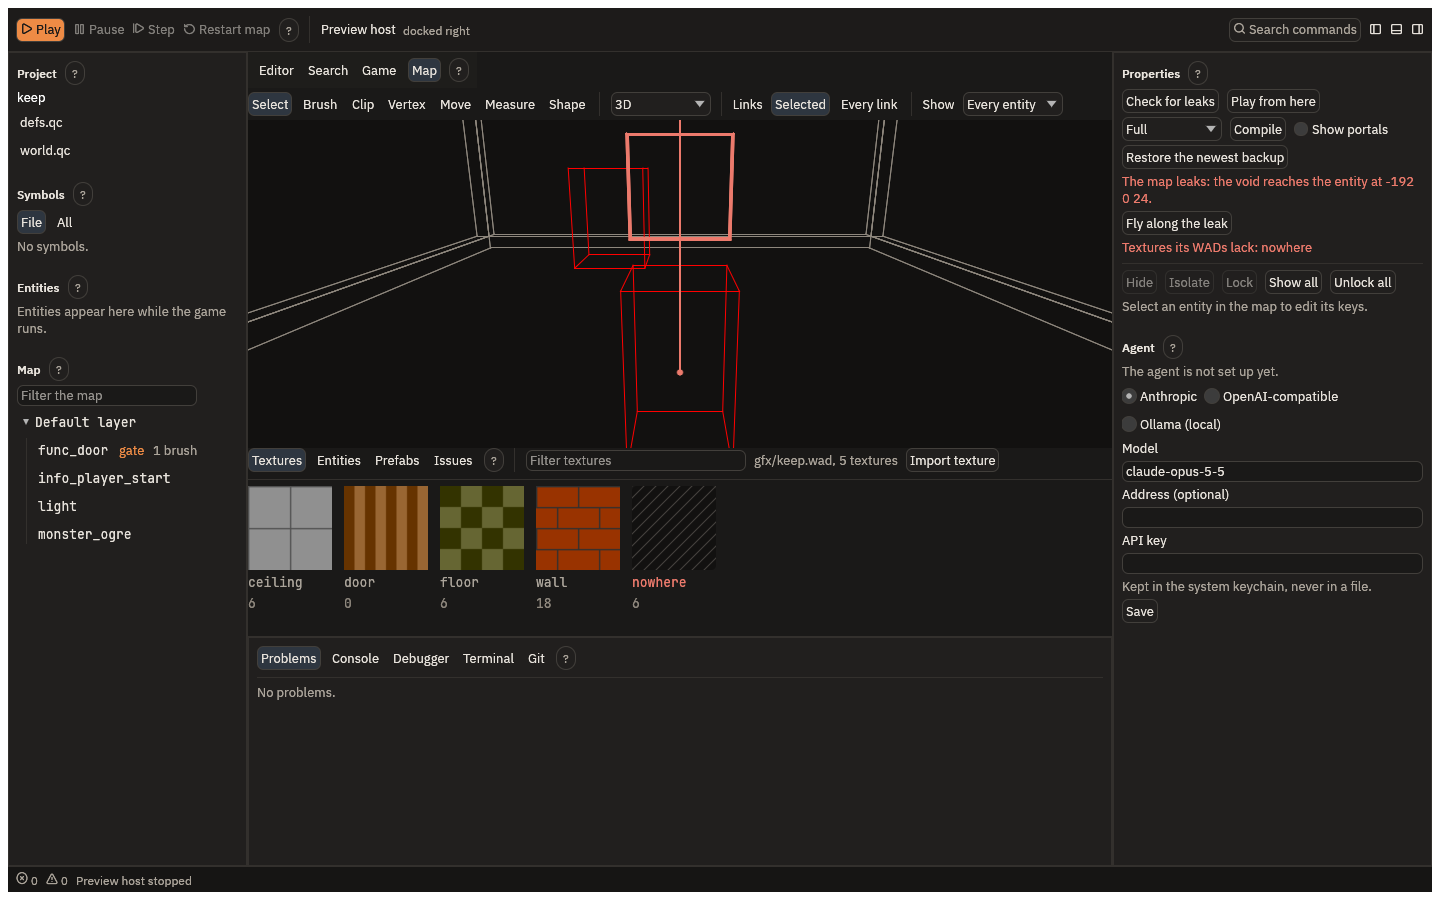 Play Pause Step Restart map ? Preview host docked right Search commands
Project ?
keep
defs.qc
world.qc
Symbols ?
File All
No symbols.
Entities ?
Entities appear here while the game
runs.
Map ?
Filter the map
Default layer
func_door gate 1 brush
info_player_start
light
monster_ogre
Editor Search Game Map ?
Select Brush Clip Vertex Move Measure Shape 3D Links Selected Every link Show Every entity
Textures Entities Prefabs Issues ? Filter textures gfx/keep.wad, 5 textures Import texture
ceiling door floor wall nowhere
6 0 6 18 6
Problems Console Debugger Terminal Git ?
No problems.
Properties ?
Check for leaks Play from here
Full Compile Show portals
Restore the newest backup
The map leaks: the void reaches the entity at -192
0 24.
Fly along the leak
Textures its WADs lack: nowhere
Hide Isolate Lock Show all Unlock all
Select an entity in the map to edit its keys.
Agent ?
The agent is not set up yet.
Anthropic OpenAI-compatible
Ollama (local)
Model
claude-opus-5-5
Address (optional)
API key
Kept in the system keychain, never in a file.
Save
0 0 Preview host stopped